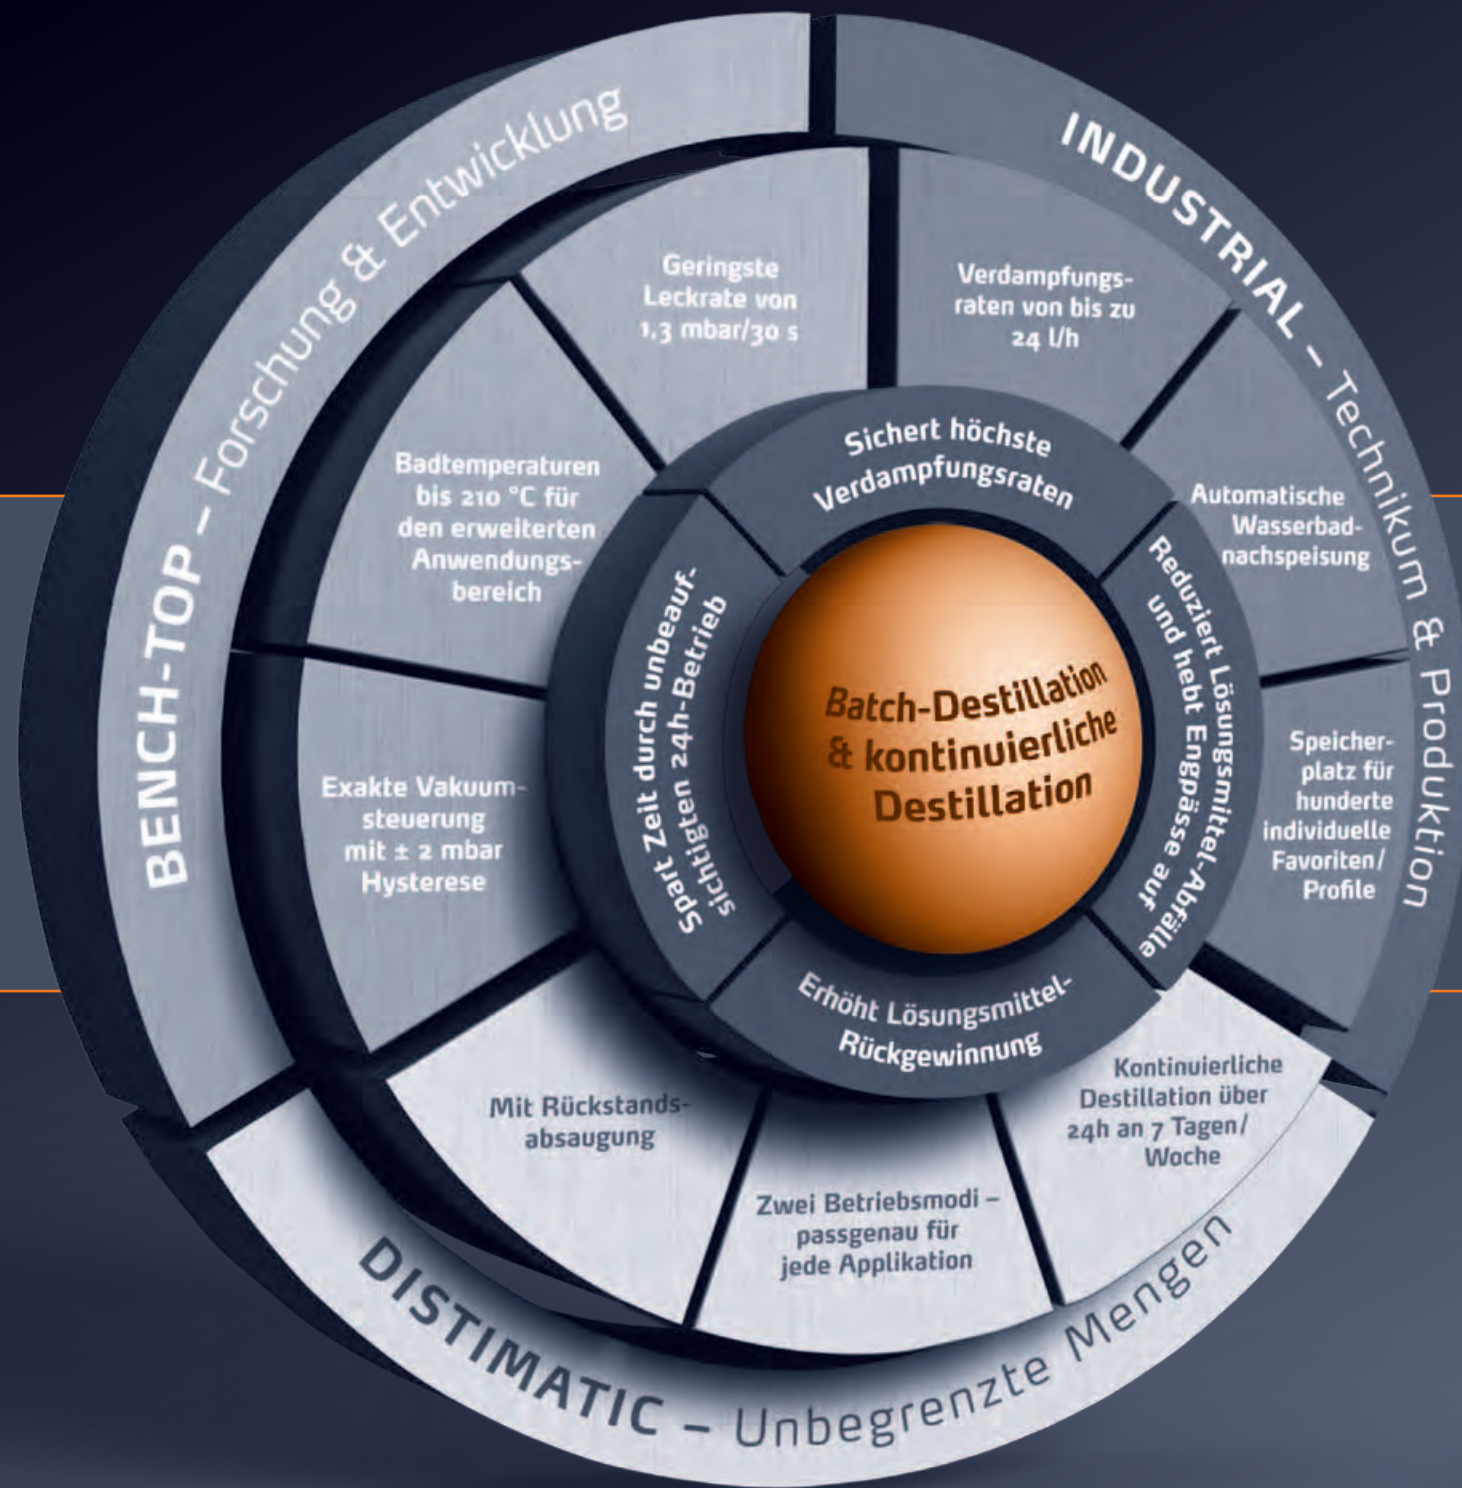 BENCH-TOP – Forschung & Entwicklung
INDUSTRIAL – Technikum & Produktion
DISTIMATIC – Unbegrenzte Mengen
Geringste
Leckrate von
1,3 mbar/30 s
Badtemperaturen
bis 210 °C für
den erweiterten
Anwendungs-
bereich
Exakte Vakuum-
steuerung
mit ± 2 mbar
Hysterese
Verdampfungs-
raten von bis zu
24 l/h
Automatische
Wasserbad-
nachspeisung
Speicher-
platz für
hunderte
individuelle
Favoriten/
Profile
Mit Rückstands-
absaugung
Zwei Betriebsmodi –
passgenau für
jede Applikation
Kontinuierliche
Destillation über
24h an 7 Tagen/
Woche
Sichert höchste
Verdampfungsraten
Reduziert Lösungsmittel-Abfälle
und hebt Engpässe auf
Erhöht Lösungsmittel-
Rückgewinnung
Spart Zeit durch unbeauf-
sichtigten 24h-Betrieb
Batch-Destillation
& kontinuierliche
Destillation